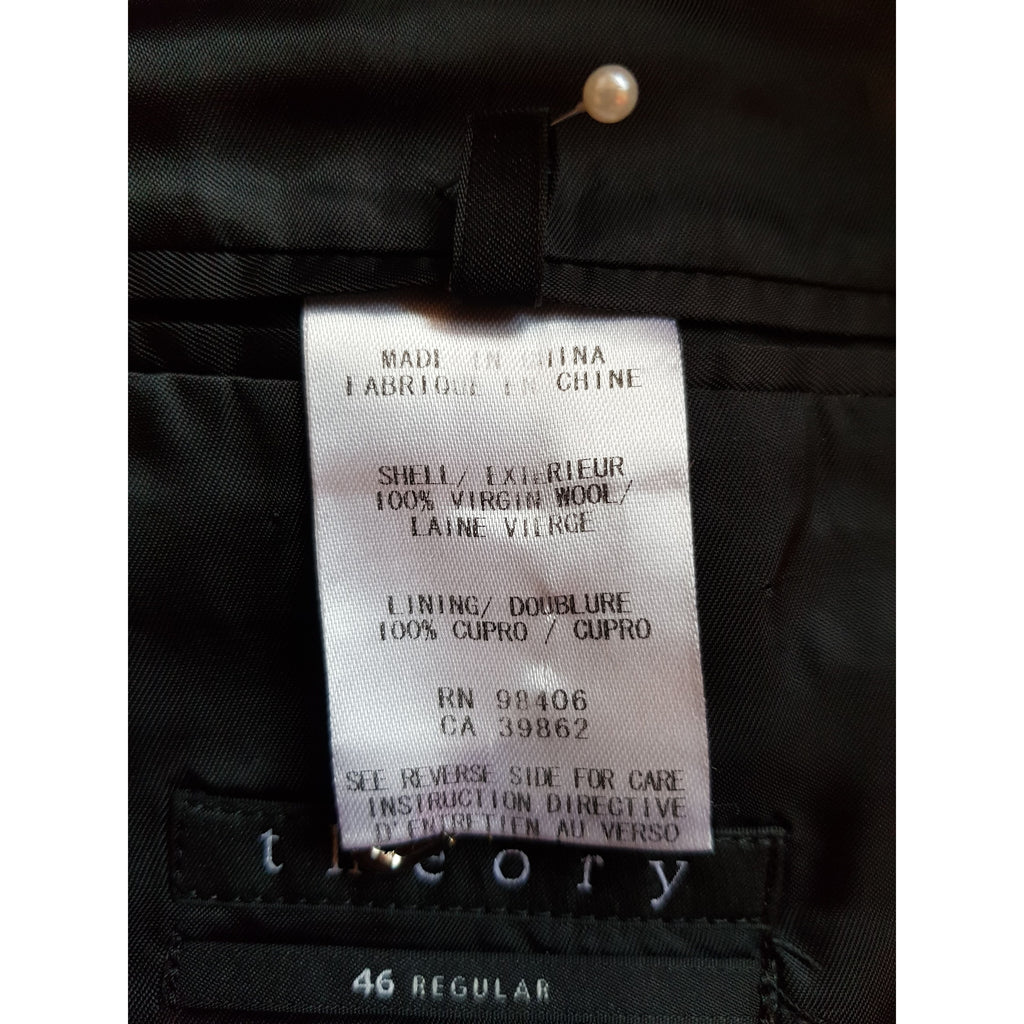 MADE IN CHINA
FABRIQUE EN CHINE
SHELL/ EXTERIEUR
100% VIRGIN WOOL/
LAINE VIERGE
LINING/ DOUBLURE
100% CUPRO / CUPRO
RN 98406
CA 39862
SEE REVERSE SIDE FOR CARE
INSTRUCTION DIRECTIVE
D'ENTRETIEN AU VERSO
theory
46 REGULAR